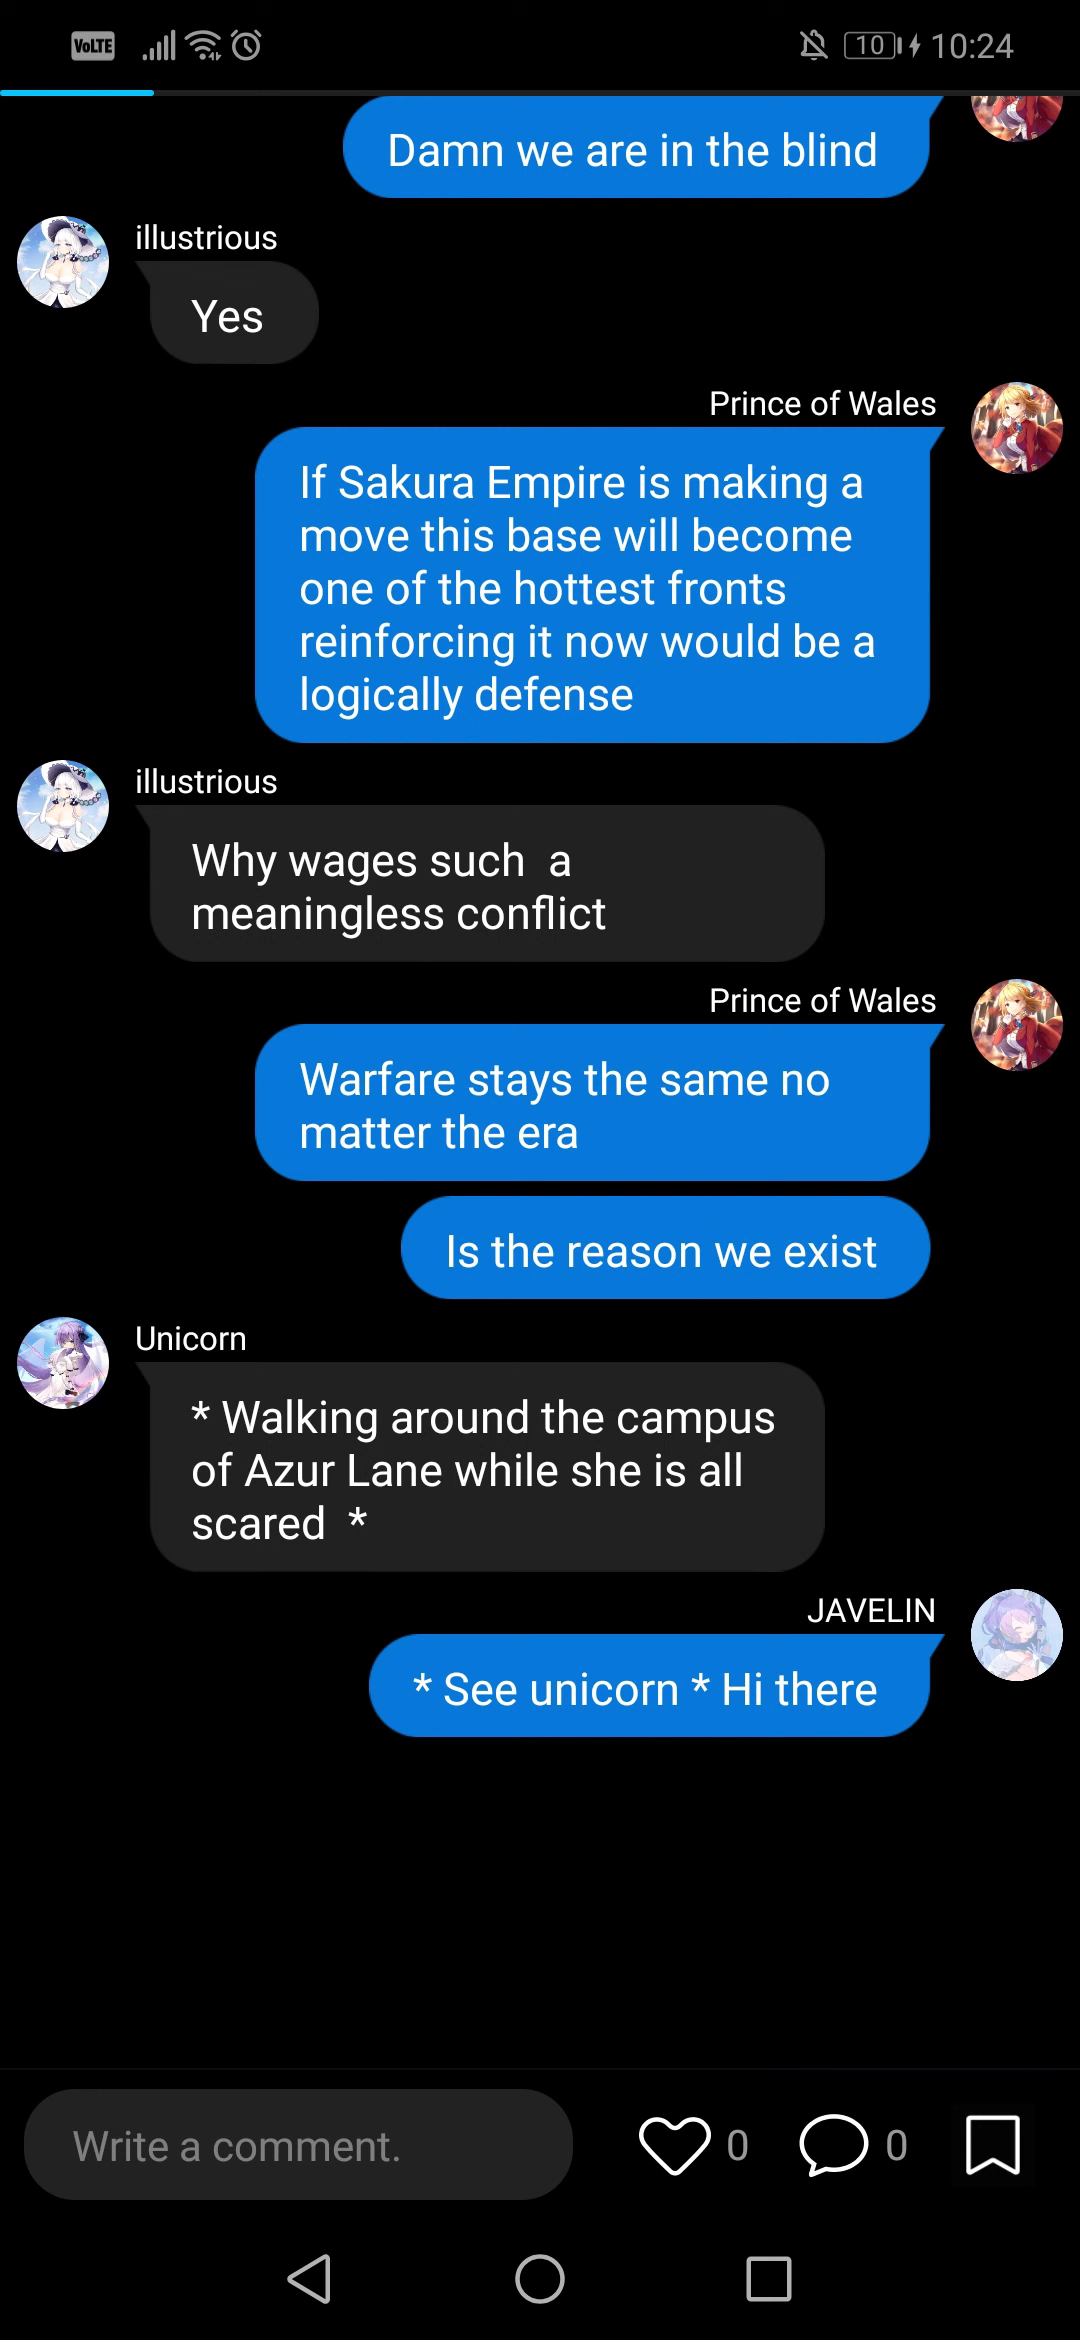 VoLTE 10 10:24
Damn we are in the blind
illustrious
Yes
Prince of Wales
If Sakura Empire is making a
move this base will become
one of the hottest fronts
reinforcing it now would be a
logically defense
illustrious
Why wages such  a
meaningless conflict
Prince of Wales
Warfare stays the same no
matter the era
Is the reason we exist
Unicorn
* Walking around the campus
of Azur Lane while she is all
scared  *
JAVELIN
* See unicorn * Hi there
Write a comment. 0 0